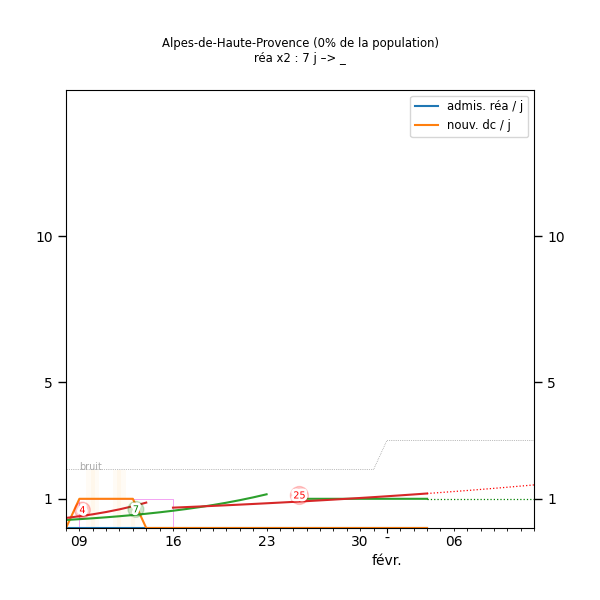 Alpes-de-Haute-Provence (0% de la population)
réa x2 : 7 j –> _
admis. réa / j
nouv. dc / j
10
10
5
5
bruit
1
1
4
7
25
09
16
23
30
-
06
févr.